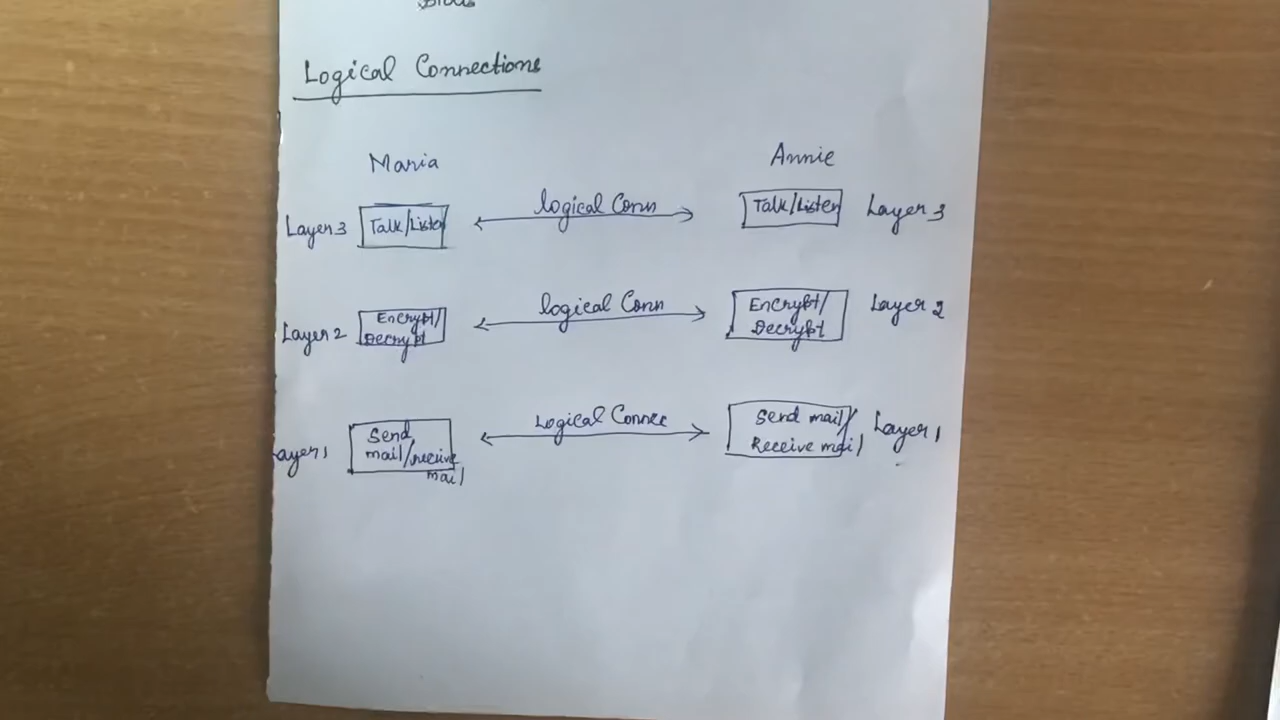 Logical Connections
Maria
Annie
Layer 3
Talk/Listen
logical Conn
Talk/Listen
Layer 3
Layer 2
Encrypt/
Decrypt
logical Conn
Encrypt/
Decrypt
Layer 2
ayer 1
Send
mail/receive
mail
Logical Connec
Send mail/
Receive mail
Layer 1